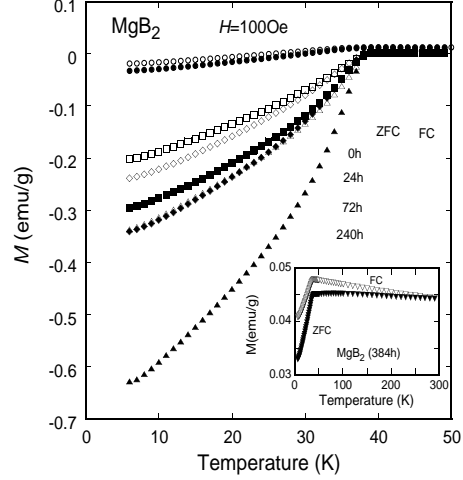 0.1
MgB2 H=100Oe
0
-0.1
-0.2
-0.3
-0.4
-0.5
-0.6
-0.7
M (emu/g)
ZFC FC
0h
24h
72h
240h
0 10 20 30 40 50
Temperature (K)
0.05
0.04
0.03
M(emu/g)
FC
ZFC
MgB2 (384h)
0 100 200 300
Temperature (K)